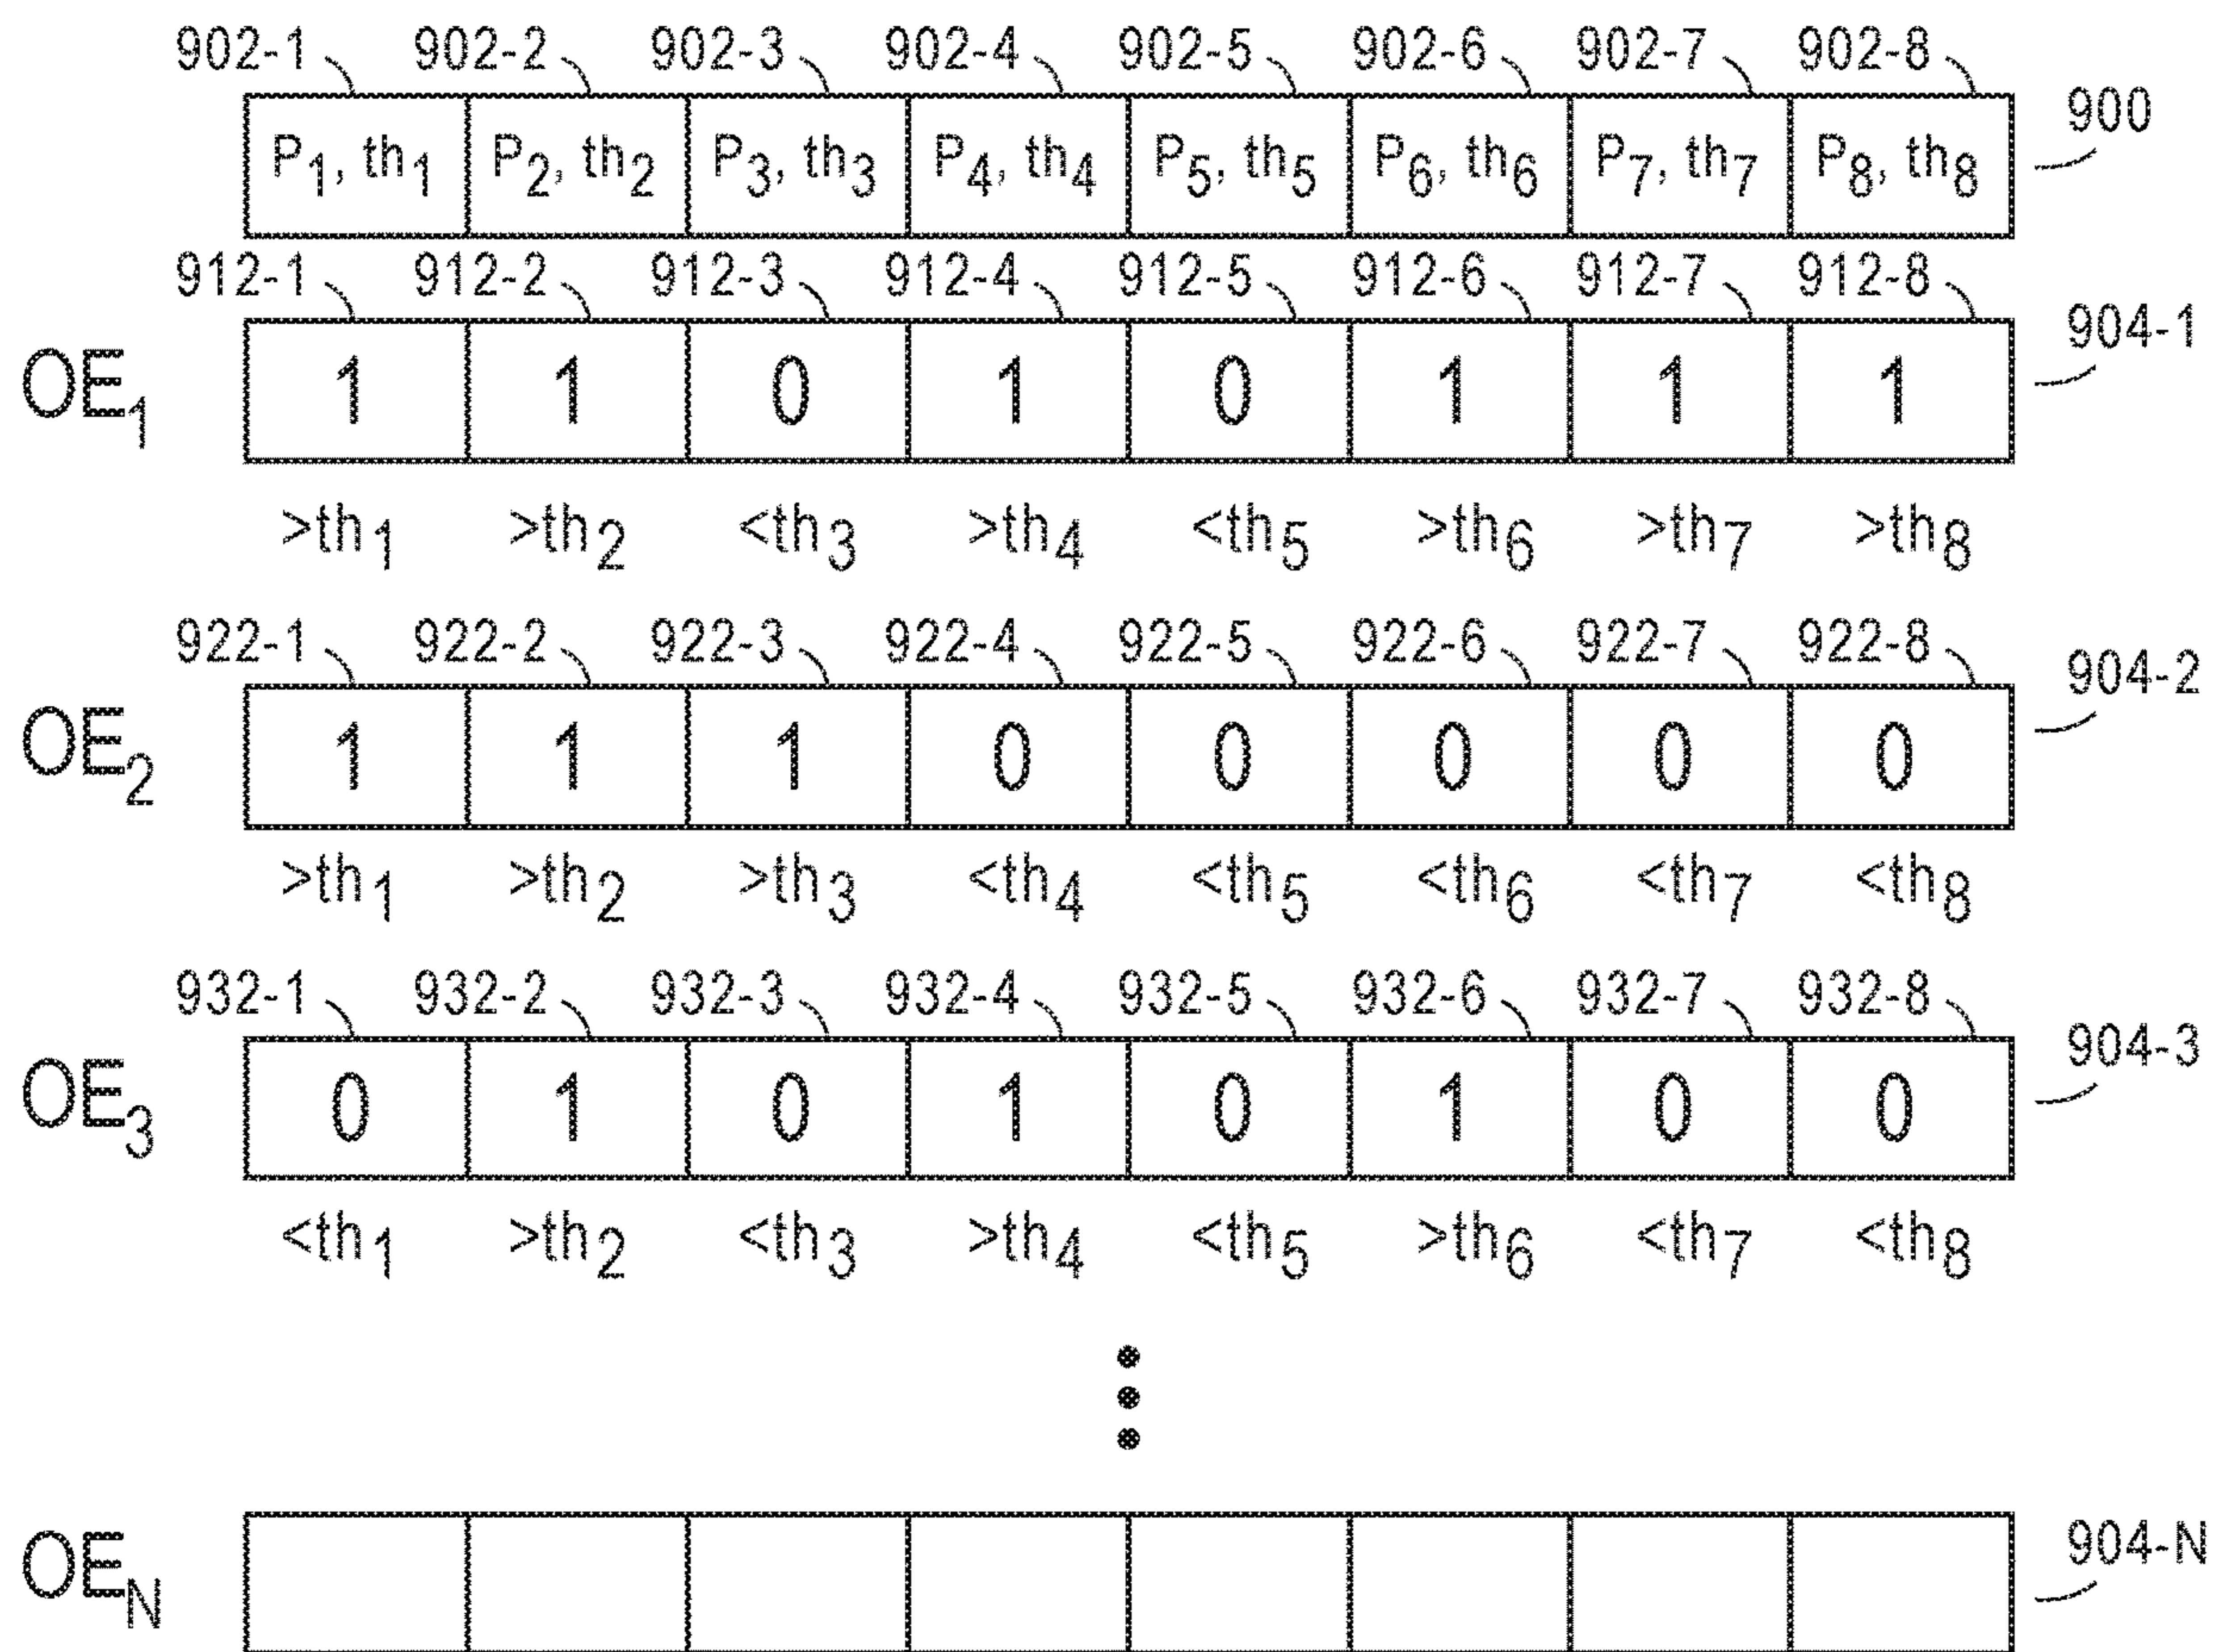 902-1 902-2 902-3 902-4 902-5 902-6 902-7 902-8
900
P1, th1 P2, th2 P3, th3 P4, th4 P5, th5 P6, th6 P7, th7 P8, th8
912-1 912-2 912-3 912-4 912-5 912-6 912-7 912-8
904-1
OE1 1 1 0 1 0 1 1 1
>th1 >th2 <th3 >th4 <th5 >th6 >th7 >th8
922-1 922-2 922-3 922-4 922-5 922-6 922-7 922-8
904-2
OE2 1 1 1 0 0 0 0 0
>th1 >th2 >th3 <th4 <th5 <th6 <th7 <th8
932-1 932-2 932-3 932-4 932-5 932-6 932-7 932-8
904-3
OE3 0 1 0 1 0 1 0 0
<th1 >th2 <th3 >th4 <th5 >th6 <th7 <th8
904-N
OEN